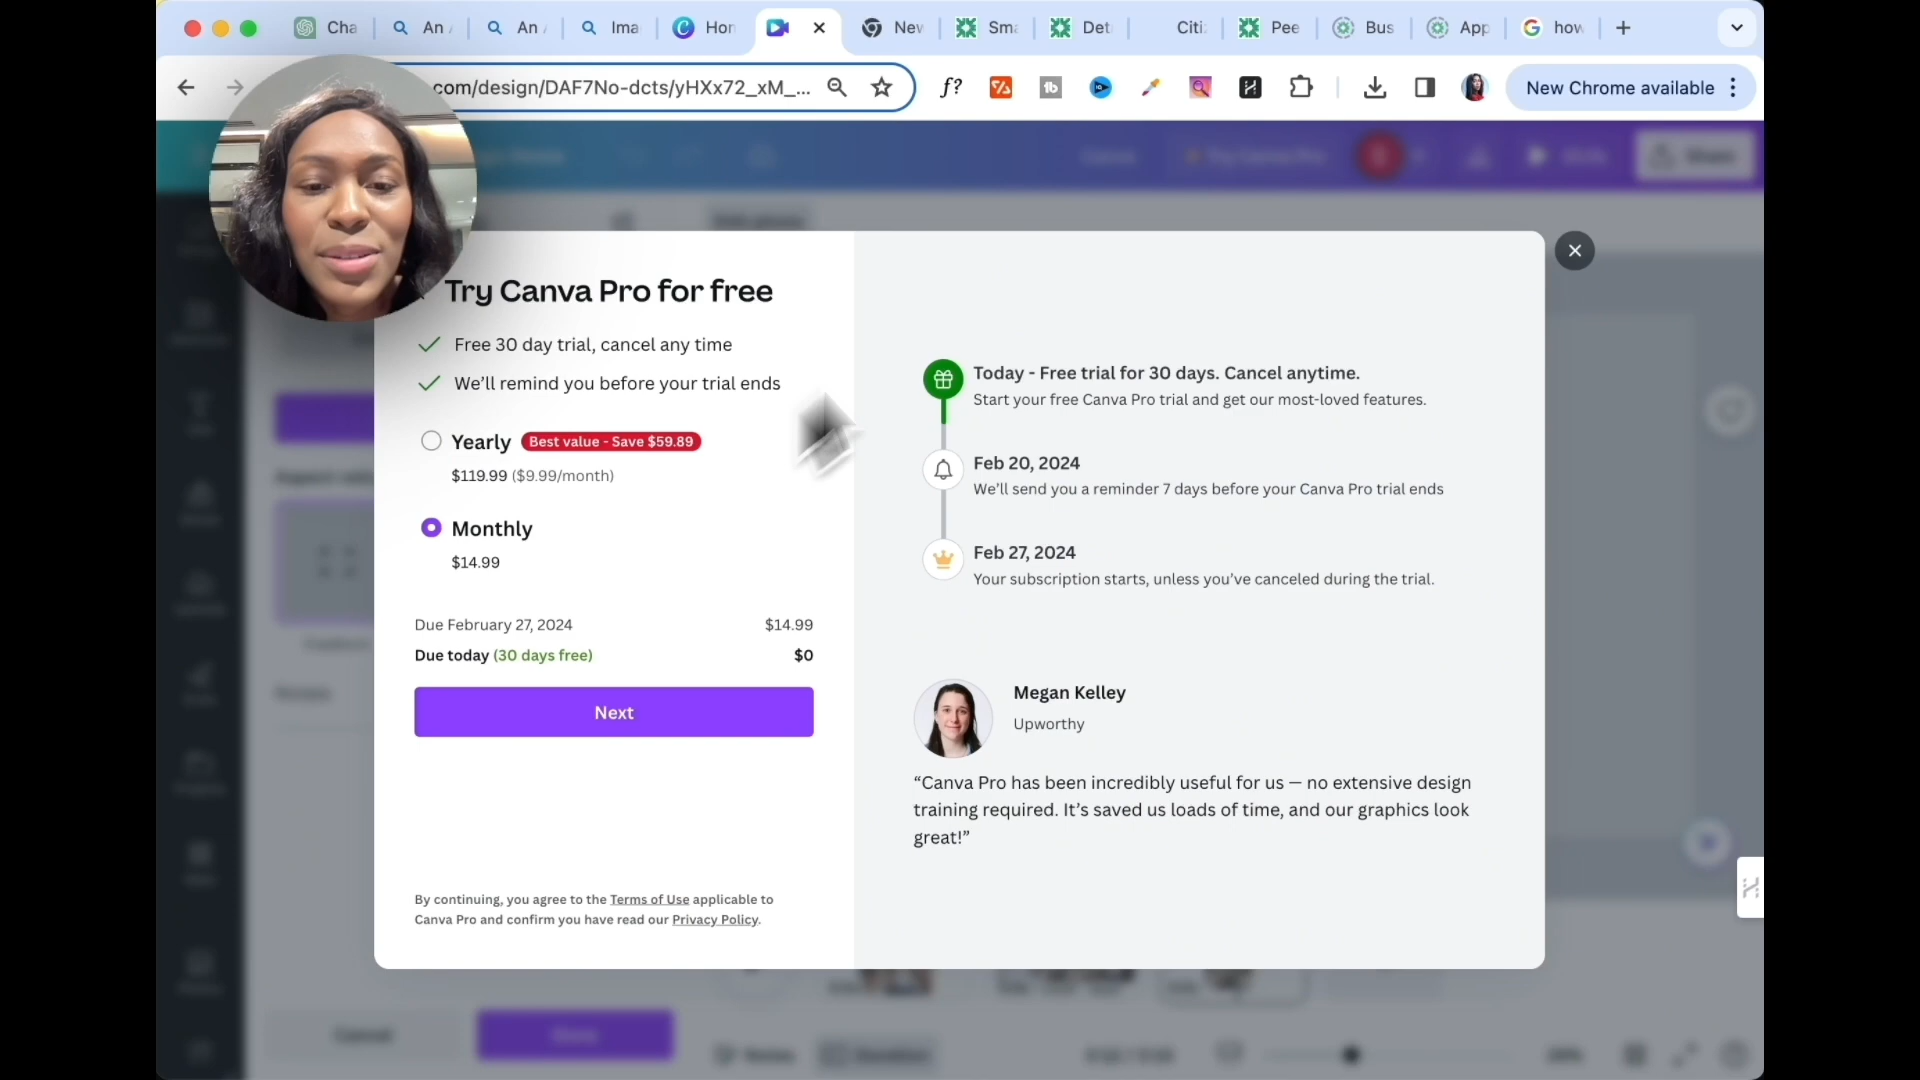 Cha
An
An
Ima
Hor
New
Sma
Det
Citi
Pee
Bus
App
how
com/design/DAF7No-dcts/yHXx72_xM_...
f?
New Chrome available
Try Canva Pro for free
Free 30 day trial, cancel any time
We'll remind you before your trial ends
Yearly
Best value - Save $59.89
$119.99 ($9.99/month)
Monthly
$14.99
Due February 27, 2024 $14.99
Due today (30 days free) $0
Next
By continuing, you agree to the Terms of Use applicable to
Canva Pro and confirm you have read our Privacy Policy.
Today - Free trial for 30 days. Cancel anytime.
Start your free Canva Pro trial and get our most-loved features.
Feb 20, 2024
We'll send you a reminder 7 days before your Canva Pro trial ends
Feb 27, 2024
Your subscription starts, unless you've canceled during the trial.
Megan Kelley
Upworthy
“Canva Pro has been incredibly useful for us — no extensive design
training required. It's saved us loads of time, and our graphics look
great!”